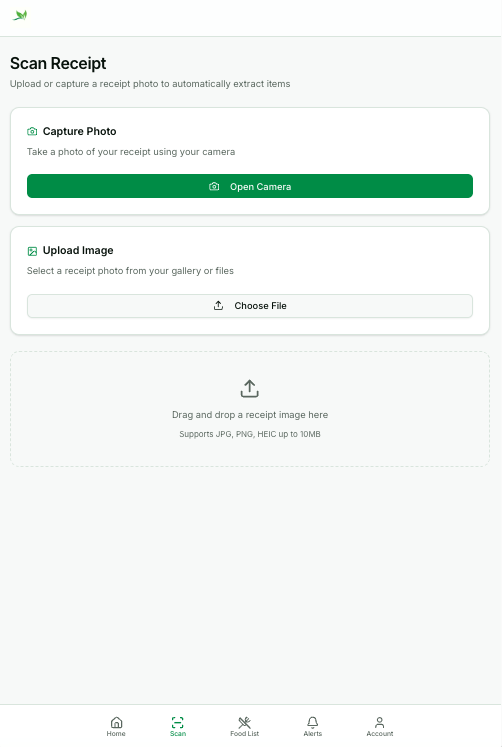 Scan Receipt
Upload or capture a receipt photo to automatically extract items
Capture Photo
Take a photo of your receipt using your camera
Open Camera
Upload Image
Select a receipt photo from your gallery or files
Choose File
Drag and drop a receipt image here
Supports JPG, PNG, HEIC up to 10MB
Home Scan Food List Alerts Account